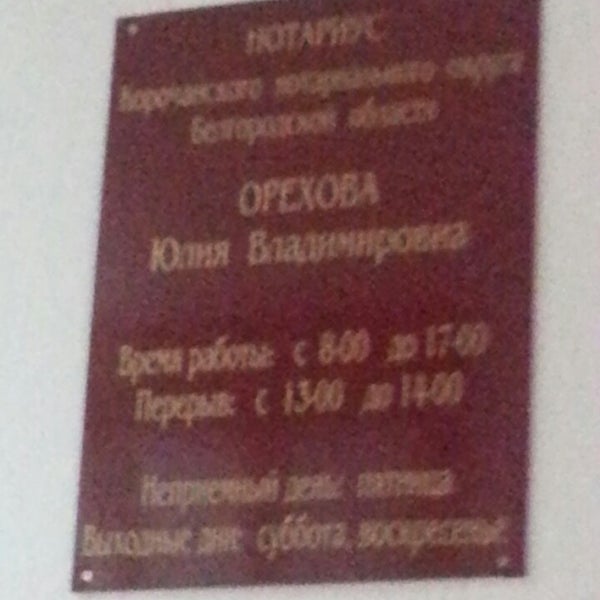 НОТАРИУС
Корочанского нотариального округа
Белгородской области
ОРЕХОВА
Юлия Владимировна
Время работы: с 8-00 до 17-00
Перерыв: с 13-00 до 14-00
Неприемный день: пятница
Выходные дни: суббота, воскресенье